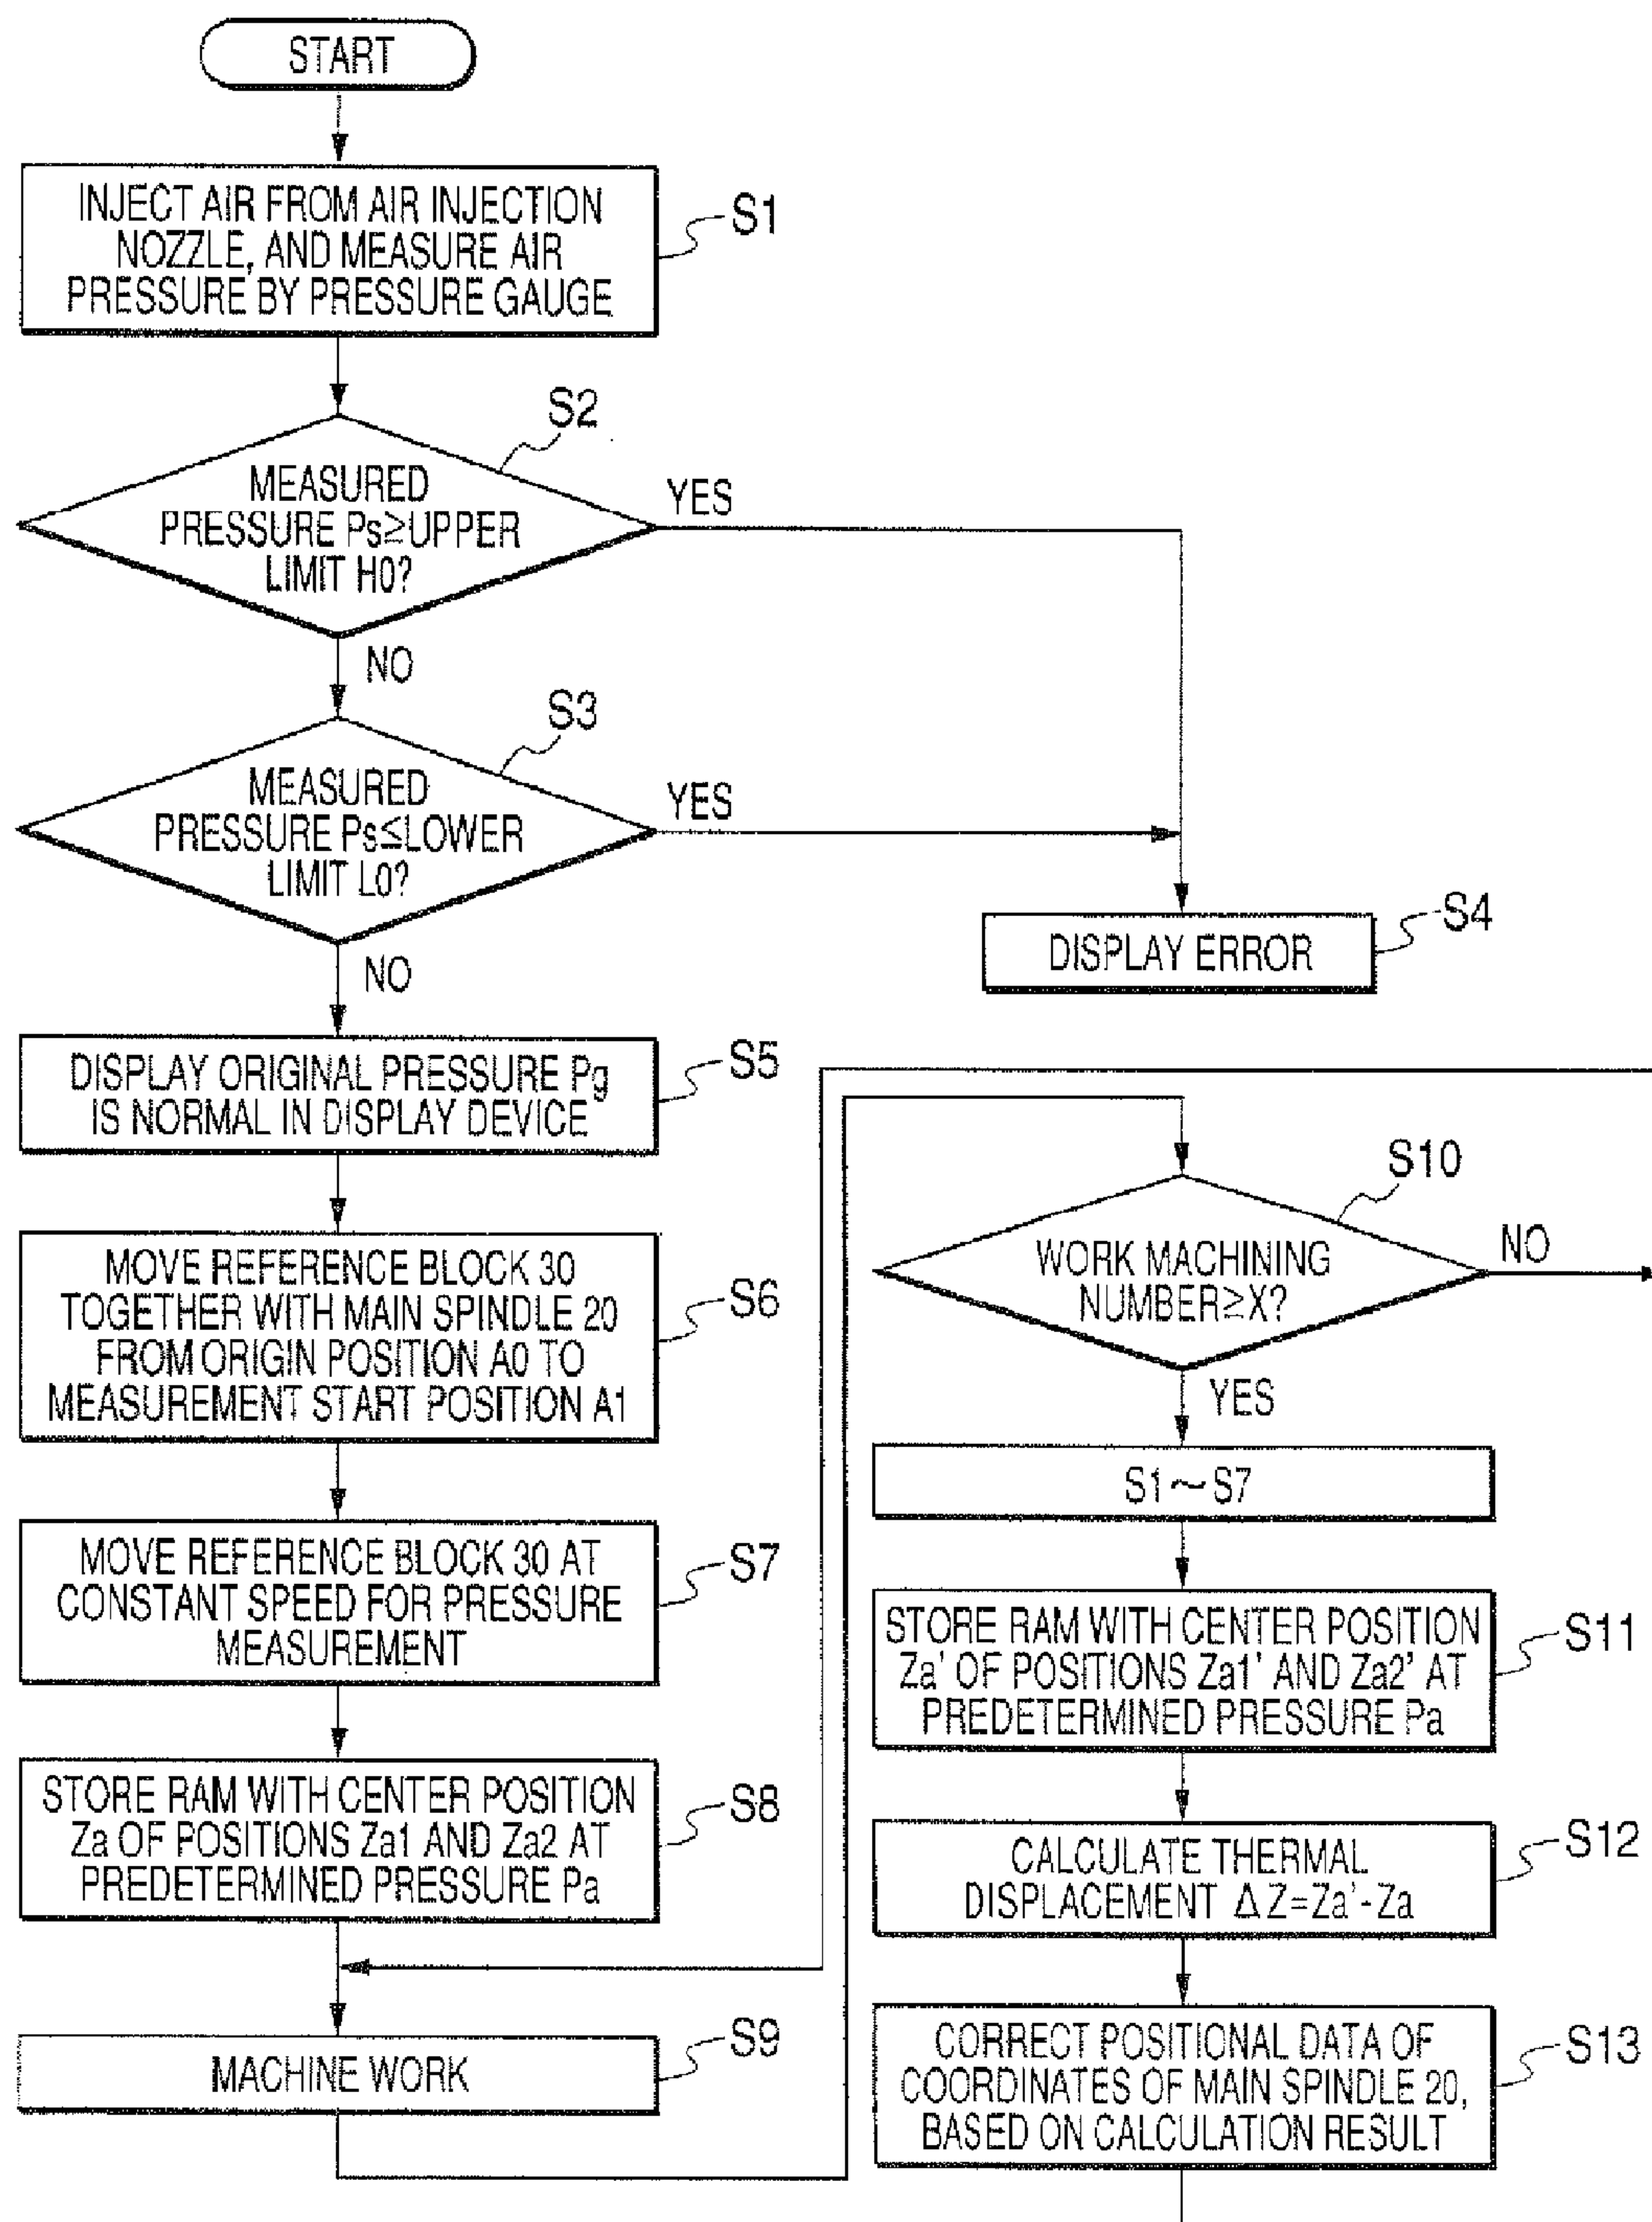 START
INJECT AIR FROM AIR INJECTION
NOZZLE, AND MEASURE AIR
PRESSURE BY PRESSURE GAUGE
S1
S2
MEASURED
PRESSURE Ps≥UPPER
LIMIT H0?
YES
NO
S3
MEASURED
PRESSURE Ps≤LOWER
LIMIT L0?
YES
NO
DISPLAY ERROR
S4
DISPLAY ORIGINAL PRESSURE Pg
IS NORMAL IN DISPLAY DEVICE
S5
MOVE REFERENCE BLOCK 30
TOGETHER WITH MAIN SPINDLE 20
FROM ORIGIN POSITION A0 TO
MEASUREMENT START POSITION A1
S6
MOVE REFERENCE BLOCK 30 AT
CONSTANT SPEED FOR PRESSURE
MEASUREMENT
S7
STORE RAM WITH CENTER POSITION
Za OF POSITIONS Za1 AND Za2 AT
PREDETERMINED PRESSURE Pa
S8
MACHINE WORK
S9
S10
WORK MACHINING
NUMBER≥X?
NO
YES
S1~S7
STORE RAM WITH CENTER POSITION
Za' OF POSITIONS Za1' AND Za2' AT
PREDETERMINED PRESSURE Pa
S11
CALCULATE THERMAL
DISPLACEMENT ΔZ=Za'-Za
S12
CORRECT POSITIONAL DATA OF
COORDINATES OF MAIN SPINDLE 20,
BASED ON CALCULATION RESULT
S13